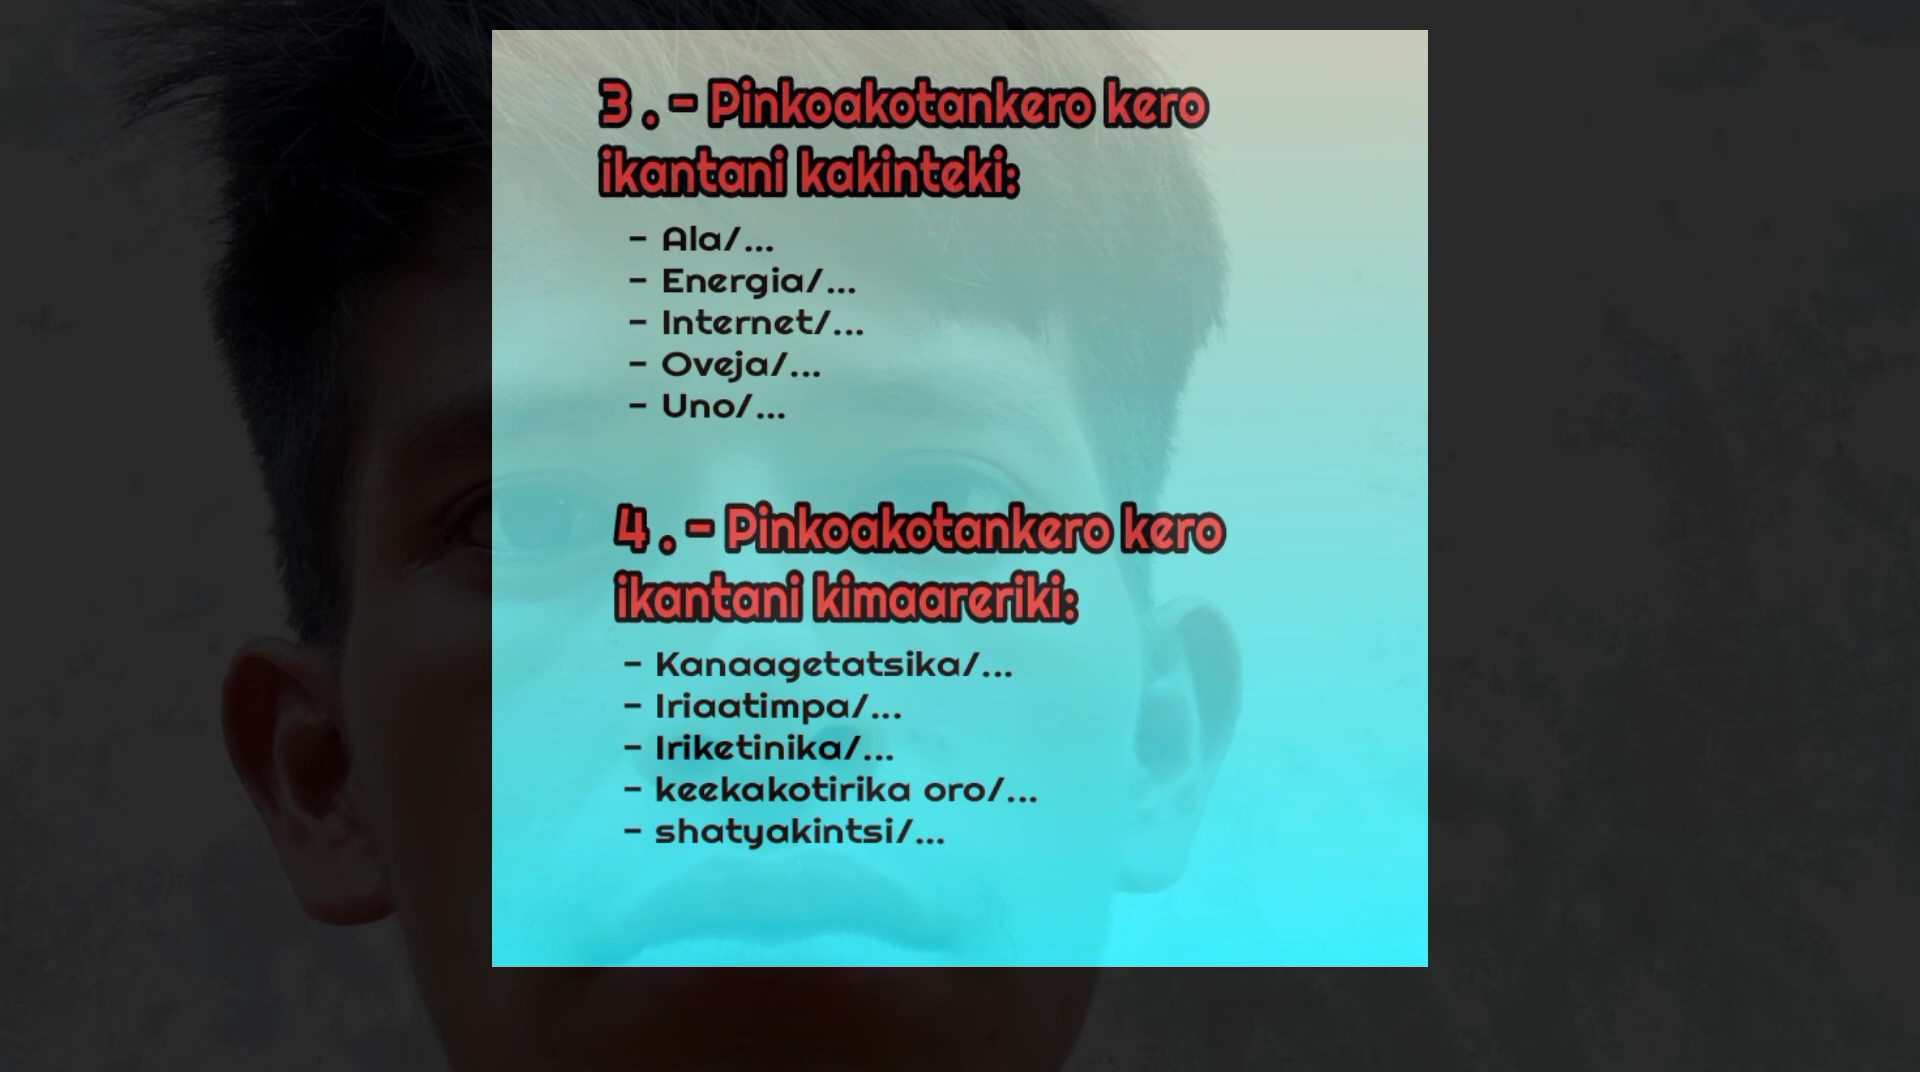 3 . - Pinkoakotankero kero
ikantani kakinteki:
- Ala/...
- Energia/...
- Internet/...
- Oveja/...
- Uno/...
4 . - Pinkoakotankero kero
ikantani kimaareriki:
- Kanaagetatsika/...
- Iriaatimpa/...
- Iriketinika/...
- keekakotirika oro/...
- shatyakintsi/...